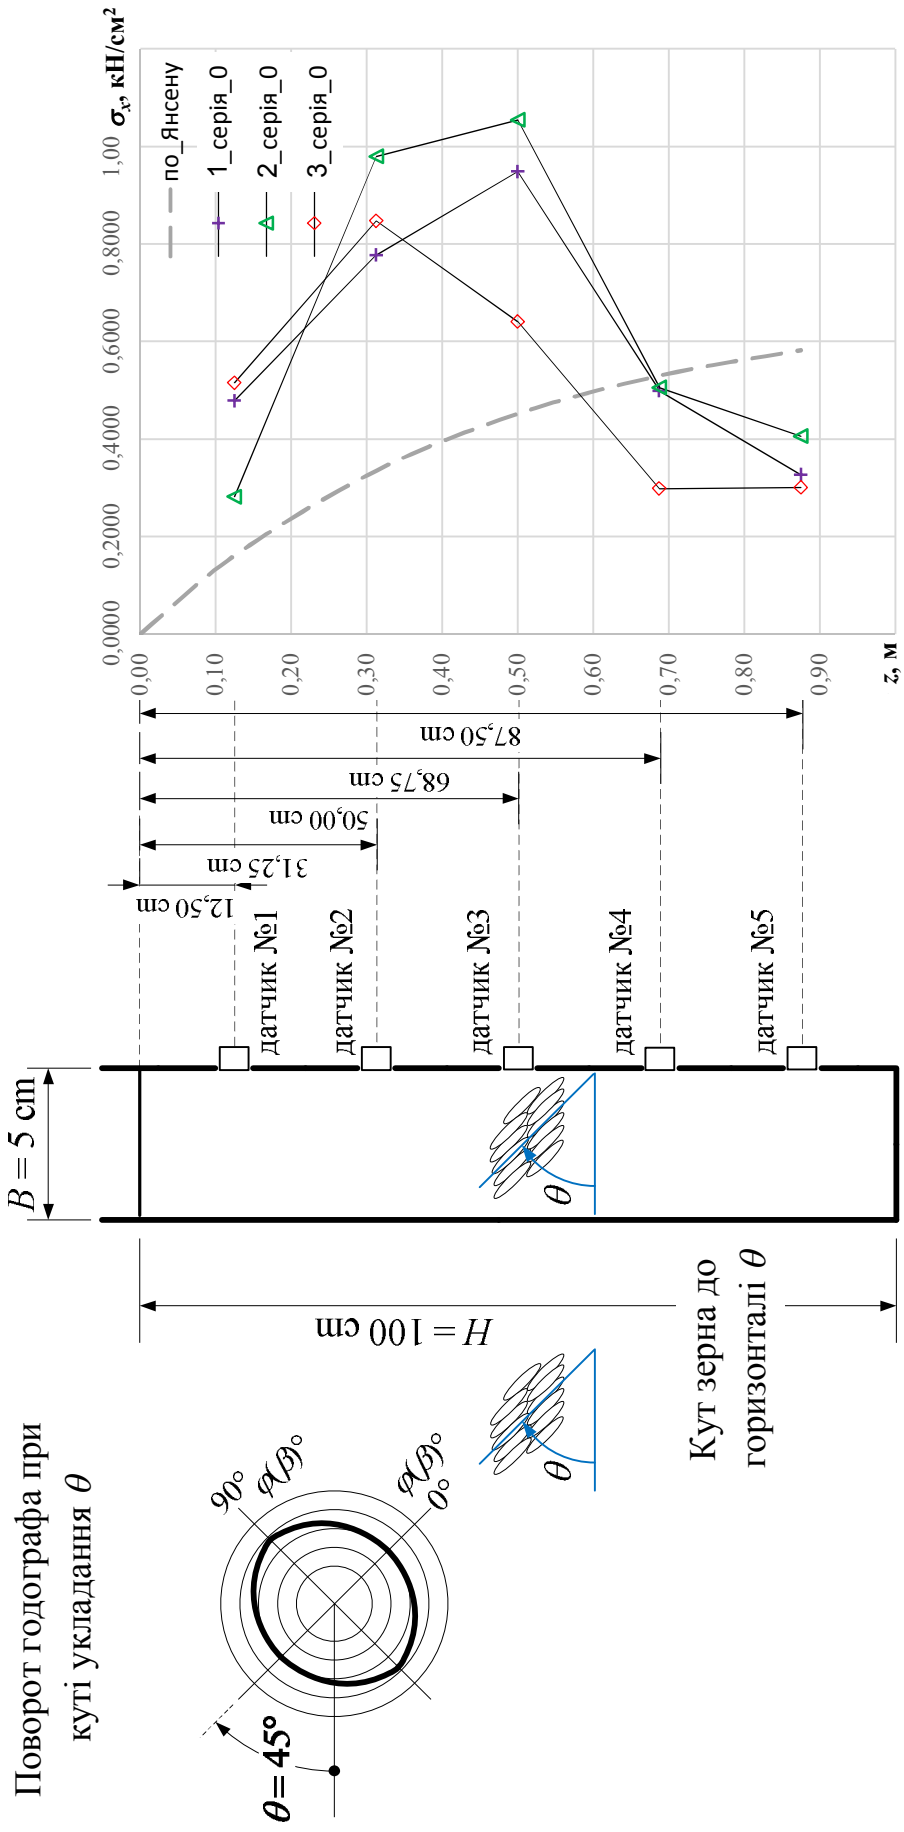 Поворот годографа при
куті укладання θ
90°
φ(β)°
φ(β)°
0°
θ= 45°
θ
Кут зерна до
горизонталі θ
H = 100 cm
B = 5 cm
θ
датчик №1
датчик №2
датчик №3
датчик №4
датчик №5
12,50 cm
31,25 cm
50,00 cm
68,75 cm
87,50 cm
σx, кН/см²
0,0000
0,2000
0,4000
0,6000
0,8000
1,00
0,00
0,10
0,20
0,30
0,40
0,50
0,60
0,70
0,80
0,90
z, м
по_Янсену
1_серія_0
2_серія_0
3_серія_0